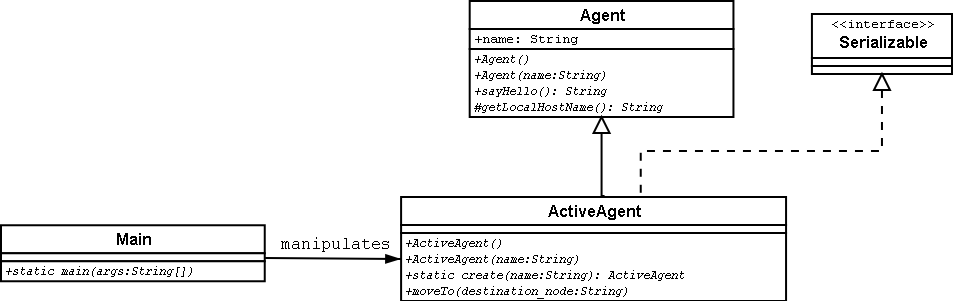 Agent
+name: String
+Agent()
+Agent(name:String)
+sayHello(): String
#getLocalHostName(): String
<<interface>>
Serializable
Main
+static main(args:String[])
manipulates
ActiveAgent
+ActiveAgent()
+ActiveAgent(name:String)
+static create(name:String): ActiveAgent
+moveTo(destination_node:String)